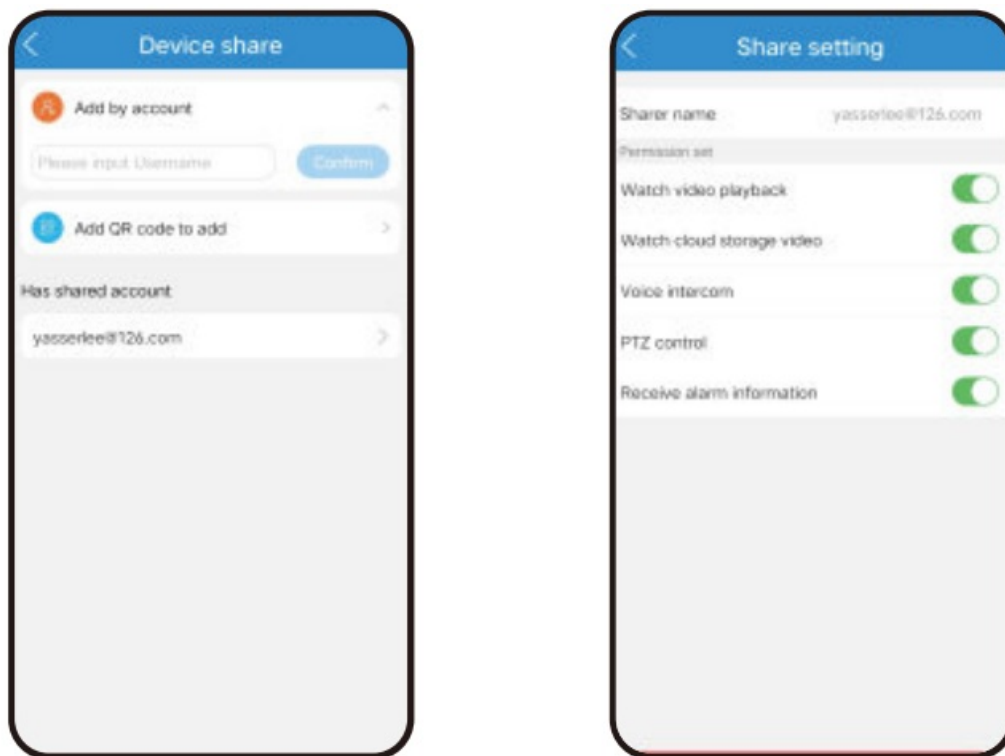 Device share
Add by account
Please input Username
Confirm
Add QR code to add
Has shared account
yasserlee@126.com
Share setting
Sharer name yasserlee@126.com
Permission set
Watch video playback
Watch cloud storage video
Voice intercom
PTZ control
Receive alarm information